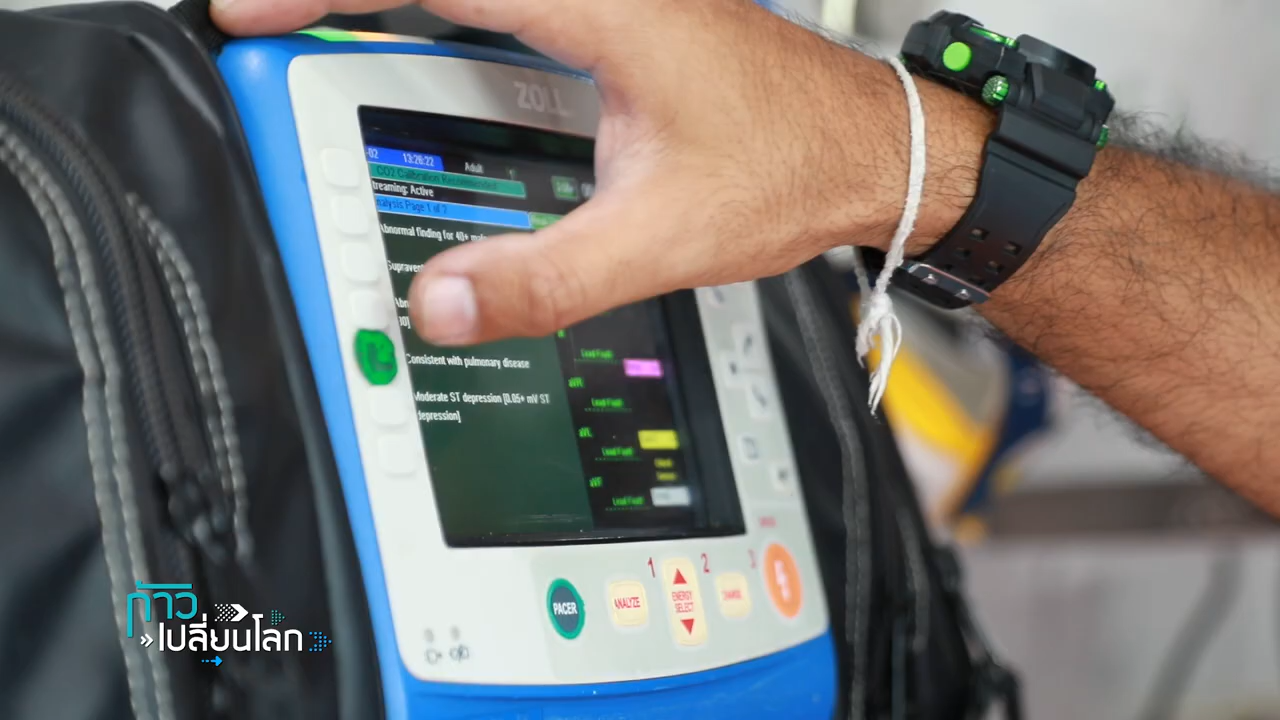 ZOLL
-02 13:26:22
Adult
CO2 Calibration Recommended
treaming: Active
nalysis Page 1 of
Abnormal finding for 40+
Supraven
Abn
Consistent with pulmonary disease
Moderate ST depression [0.05+ mV ST
depression]
Lead Fault
aVR
Lead Fault
aVL
Lead Fault
aVF
Lead Fault
1
2
3
PACER
ANALYZE
ENERGY
SELECT
CHARGE
ก้าว
เปลี่ยนโลก